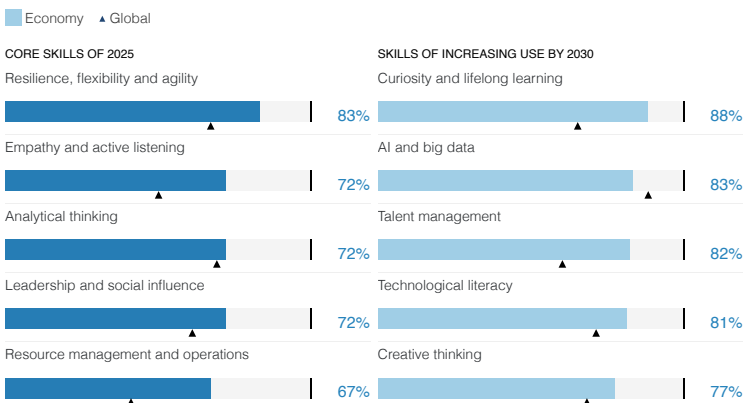 Economy Global
CORE SKILLS OF 2025
Resilience, flexibility and agility
83%
Empathy and active listening
72%
Analytical thinking
72%
Leadership and social influence
72%
Resource management and operations
67%
SKILLS OF INCREASING USE BY 2030
Curiosity and lifelong learning
88%
AI and big data
83%
Talent management
82%
Technological literacy
81%
Creative thinking
77%